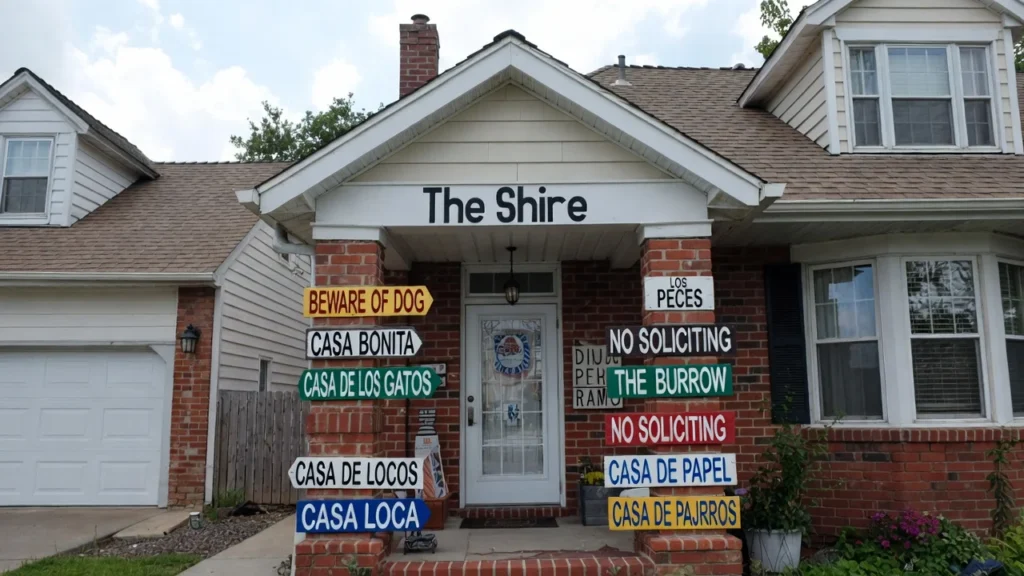 The Shire
BEWARE OF DOG
CASA BONITA
CASA DE LOS GATOS
CASA DE LOCOS
CASA LOCA
LOS
PECES
NO SOLICITING
THE BURROW
NO SOLICITING
CASA DE PAPEL
CASA DE PAJRROS